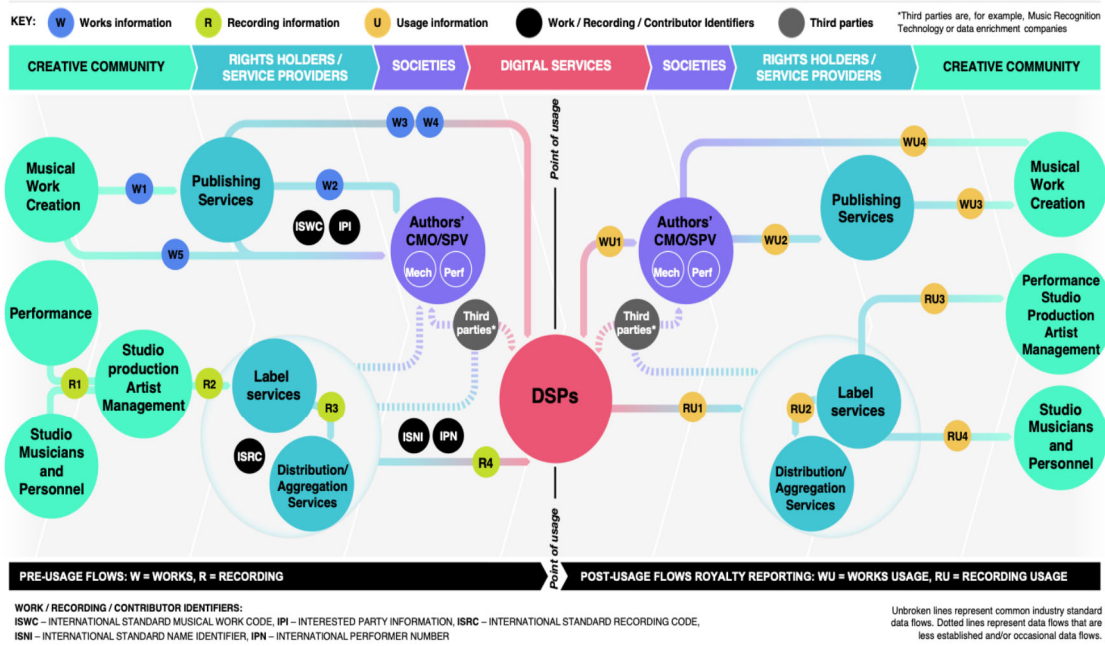 KEY:
W Works information
R Recording information
U Usage information
Work / Recording / Contributor Identifiers
Third parties
*Third parties are, for example, Music Recognition
Technology or data enrichment companies
CREATIVE COMMUNITY
RIGHTS HOLDERS /
SERVICE PROVIDERS
SOCIETIES
DIGITAL SERVICES
SOCIETIES
RIGHTS HOLDERS /
SERVICE PROVIDERS
CREATIVE COMMUNITY
Musical
Work
Creation
W1
Publishing
Services
W3
W4
W2
ISWC
IPI
W5
Authors'
CMO/SPV
Mech
Perf
Performance
Studio
production
Artist
Management
R1
Studio
Musicians
and
Personnel
R2
Label
services
R3
ISRC
Distribution/
Aggregation
Services
Third
parties*
ISNI
IPN
R4
Point of usage
DSPs
Point of usage
WU1
Authors'
CMO/SPV
Mech
Perf
Third
parties*
WU4
WU2
Publishing
Services
WU3
Musical
Work
Creation
RU1
RU2
Label
services
Distribution/
Aggregation
Services
RU3
Performance
Studio
Production
Artist
Management
RU4
Studio
Musicians
and
Personnel
PRE-USAGE FLOWS: W = WORKS, R = RECORDING
POST-USAGE FLOWS ROYALTY REPORTING: WU = WORKS USAGE, RU = RECORDING USAGE
WORK / RECORDING / CONTRIBUTOR IDENTIFIERS:
ISWC – INTERNATIONAL STANDARD MUSICAL WORK CODE, IPI – INTERESTED PARTY INFORMATION, ISRC – INTERNATIONAL STANDARD RECORDING CODE,
ISNI – INTERNATIONAL STANDARD NAME IDENTIFIER, IPN – INTERNATIONAL PERFORMER NUMBER
Unbroken lines represent common industry standard
data flows. Dotted lines represent data flows that are
less established and/or occasional data flows.